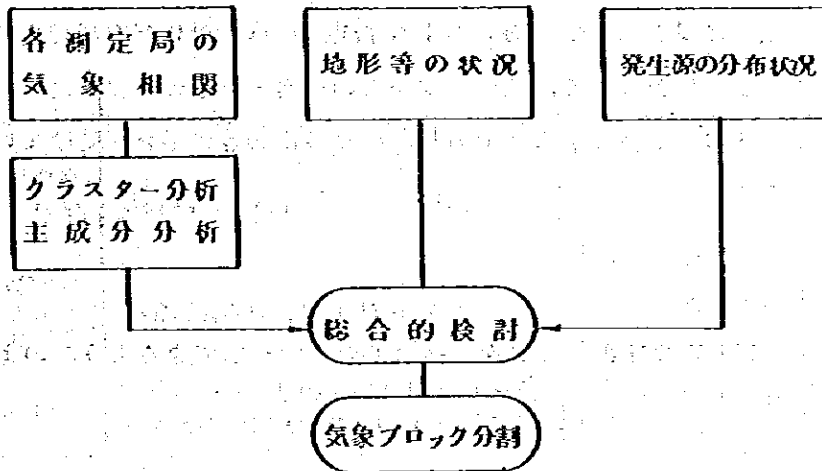 各測定局の
気象相関
地形等の状況
発生源の分布状況
クラスター分析
主成分分析
総合的検討
気象ブロック分割